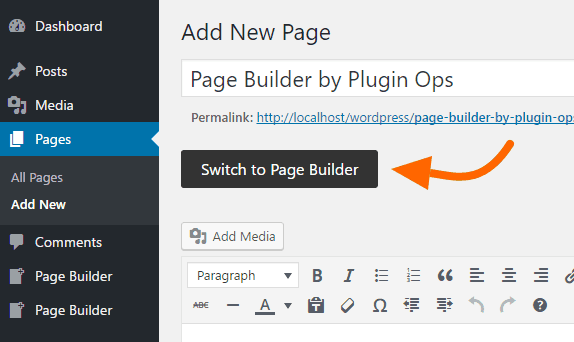 Dashboard
Posts
Media
Pages
All Pages
Add New
Comments
Page Builder
Page Builder
Add New Page
Page Builder by Plugin Ops
Permalink: http://localhost/wordpress/page-builder-by-plugin-ops
Switch to Page Builder
Add Media
Paragraph
B I
ABC A